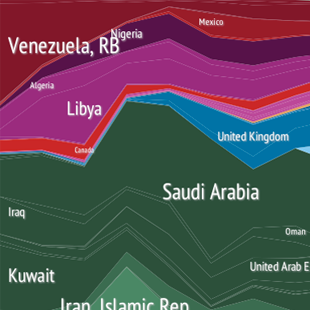 Mexico
Nigeria
Venezuela, RB
Algeria
Libya
United Kingdom
Canada
Saudi Arabia
Iraq
Oman
United Arab E
Kuwait
Iran, Islamic Rep